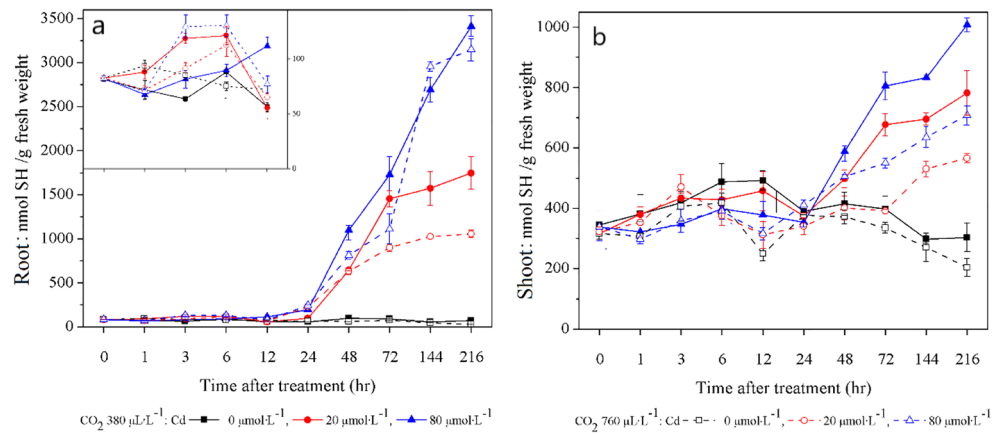 a
Root: nmol SH /g fresh weight
3500
3000
2500
2000
1750
1500
1000
500
250
0
100
50
0
0 1 3 6 12 24 48 72 144 216
Time after treatment (hr)
b
Shoot: nmol SH /g fresh weight
1000
800
600
400
200
0
0 1 3 6 12 24 48 72 144 216
Time after treatment (hr)
CO2 380 μL·L⁻¹: Cd 0 μmol·L⁻¹, 20 μmol·L⁻¹, 80 μmol·L⁻¹
CO2 760 μL·L⁻¹: Cd 0 μmol·L⁻¹, 20 μmol·L⁻¹, 80 μmol·L⁻¹